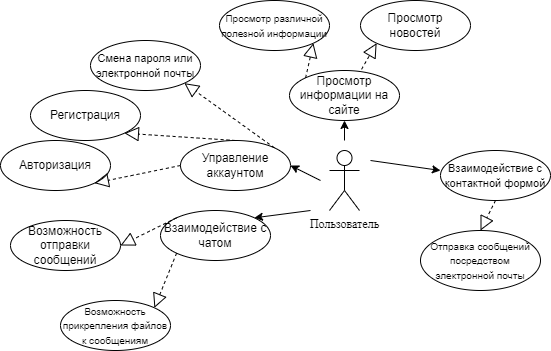 Просмотр различной
полезной информации
Просмотр
новостей
Смена пароля или
электронной почты
Просмотр
информации на
сайте
Регистрация
Авторизация
Управление
аккаунтом
Взаимодействие с
контактной формой
Пользователь
Возможность
отправки
сообщений
Взаимодействие с
чатом
Отправка сообщений
посредством
электронной почты
Возможность
прикрепления файлов
к сообщениям